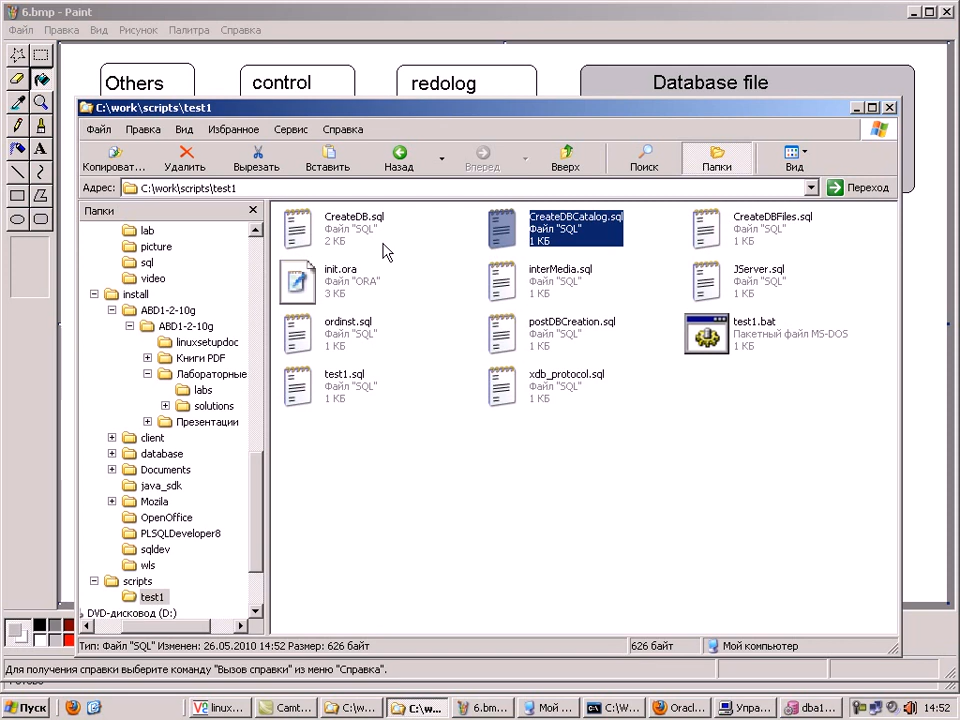 6.bmp - Paint
Файл Правка Вид Рисунок Палитра Справка
Others control redolog Database file
C:\work\scripts\test1
Файл Правка Вид Избранное Сервис Справка
Копироват... Удалить Вырезать Вставить Назад Вперед Вверх Поиск Папки Вид
Адрес: C:\work\scripts\test1 Переход
Папки
lab
picture
sql
video
install
ABD1-2-10g
ABD1-2-10g
linuxsetupdoc
Книги PDF
Лабораторные
labs
solutions
Презентации
client
database
Documents
java_sdk
Mozila
OpenOffice
PLSQLDeveloper8
sqldev
wls
scripts
test1
DVD-дисковод (D:)
CreateDB.sql
Файл "SQL"
2 КБ
CreateDBCatalog.sql
Файл "SQL"
1 КБ
CreateDBFiles.sql
Файл "SQL"
1 КБ
init.ora
Файл "ORA"
3 КБ
interMedia.sql
Файл "SQL"
1 КБ
JServer.sql
Файл "SQL"
1 КБ
ordinst.sql
Файл "SQL"
1 КБ
postDBCreation.sql
Файл "SQL"
1 КБ
test1.bat
Пакетный файл MS-DOS
1 КБ
test1.sql
Файл "SQL"
1 КБ
xdb_protocol.sql
Файл "SQL"
1 КБ
Тип: Файл "SQL" Изменен: 26.05.2010 14:52 Размер: 626 байт 626 байт Мой компьютер
Для получения справки выберите команду "Вызов справки" из меню "Справка".
Пуск linux... Camt... C:\w... C:\w... 6.bm... Мой ... C:\W... Oracl... Упра... dba1... 14:52